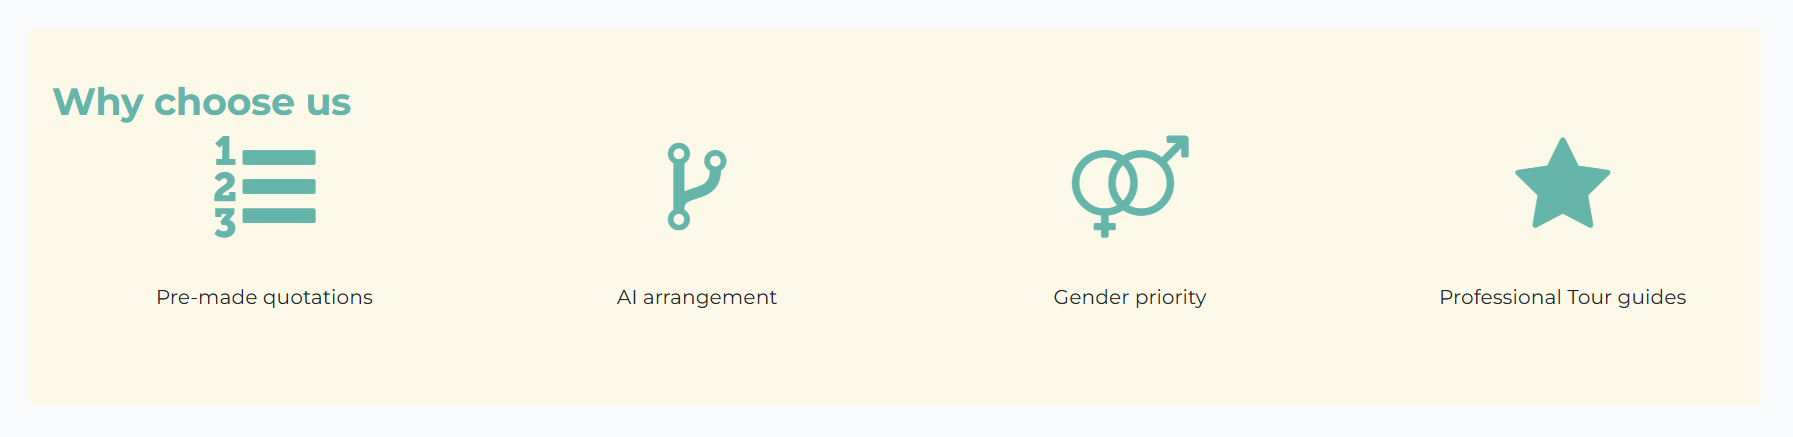 Why choose us
1
2
3
Pre-made quotations
AI arrangement
Gender priority
Professional Tour guides